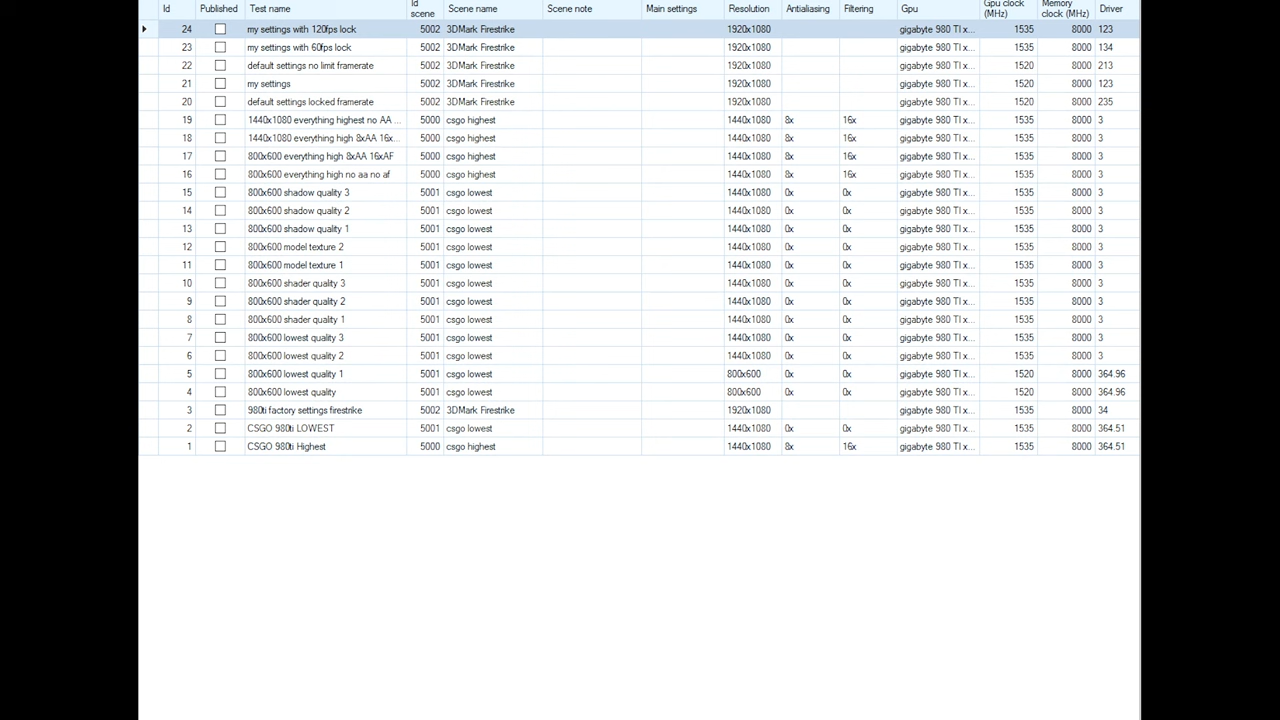 Id Published Test name Id scene Scene name Scene note Main settings Resolution Antialiasing Filtering Gpu Gpu clock (MHz) Memory clock (MHz) Driver
24 my settings with 120fps lock 5002 3DMark Firestrike 1920x1080 gigabyte 980 TI x... 1535 8000 123
23 my settings with 60fps lock 5002 3DMark Firestrike 1920x1080 gigabyte 980 TI x... 1535 8000 134
22 default settings no limit framerate 5002 3DMark Firestrike 1920x1080 gigabyte 980 TI x... 1520 8000 213
21 my settings 5002 3DMark Firestrike 1920x1080 gigabyte 980 TI x... 1520 8000 123
20 default settings locked framerate 5002 3DMark Firestrike 1920x1080 gigabyte 980 TI x... 1520 8000 235
19 1440x1080 everything highest no AA ... 5000 csgo highest 1440x1080 8x 16x gigabyte 980 TI x... 1535 8000 3
18 1440x1080 everything high 8xAA 16x... 5000 csgo highest 1440x1080 8x 16x gigabyte 980 TI x... 1535 8000 3
17 800x600 everything high 8xAA 16xAF 5000 csgo highest 1440x1080 8x 16x gigabyte 980 TI x... 1535 8000 3
16 800x600 everything high no aa no af 5000 csgo highest 1440x1080 8x 16x gigabyte 980 TI x... 1535 8000 3
15 800x600 shadow quality 3 5001 csgo lowest 1440x1080 0x 0x gigabyte 980 TI x... 1535 8000 3
14 800x600 shadow quality 2 5001 csgo lowest 1440x1080 0x 0x gigabyte 980 TI x... 1535 8000 3
13 800x600 shadow quality 1 5001 csgo lowest 1440x1080 0x 0x gigabyte 980 TI x... 1535 8000 3
12 800x600 model texture 2 5001 csgo lowest 1440x1080 0x 0x gigabyte 980 TI x... 1535 8000 3
11 800x600 model texture 1 5001 csgo lowest 1440x1080 0x 0x gigabyte 980 TI x... 1535 8000 3
10 800x600 shader quality 3 5001 csgo lowest 1440x1080 0x 0x gigabyte 980 TI x... 1535 8000 3
9 800x600 shader quality 2 5001 csgo lowest 1440x1080 0x 0x gigabyte 980 TI x... 1535 8000 3
8 800x600 shader quality 1 5001 csgo lowest 1440x1080 0x 0x gigabyte 980 TI x... 1535 8000 3
7 800x600 lowest quality 3 5001 csgo lowest 1440x1080 0x 0x gigabyte 980 TI x... 1535 8000 3
6 800x600 lowest quality 2 5001 csgo lowest 1440x1080 0x 0x gigabyte 980 TI x... 1535 8000 3
5 800x600 lowest quality 1 5001 csgo lowest 800x600 0x 0x gigabyte 980 TI x... 1520 8000 364.96
4 800x600 lowest quality 5001 csgo lowest 800x600 0x 0x gigabyte 980 TI x... 1520 8000 364.96
3 980ti factory settings firestrike 5002 3DMark Firestrike 1920x1080 gigabyte 980 TI x... 1535 8000 34
2 CSGO 980ti LOWEST 5001 csgo lowest 1440x1080 0x 0x gigabyte 980 TI x... 1535 8000 364.51
1 CSGO 980ti Highest 5000 csgo highest 1440x1080 8x 16x gigabyte 980 TI x... 1535 8000 364.51